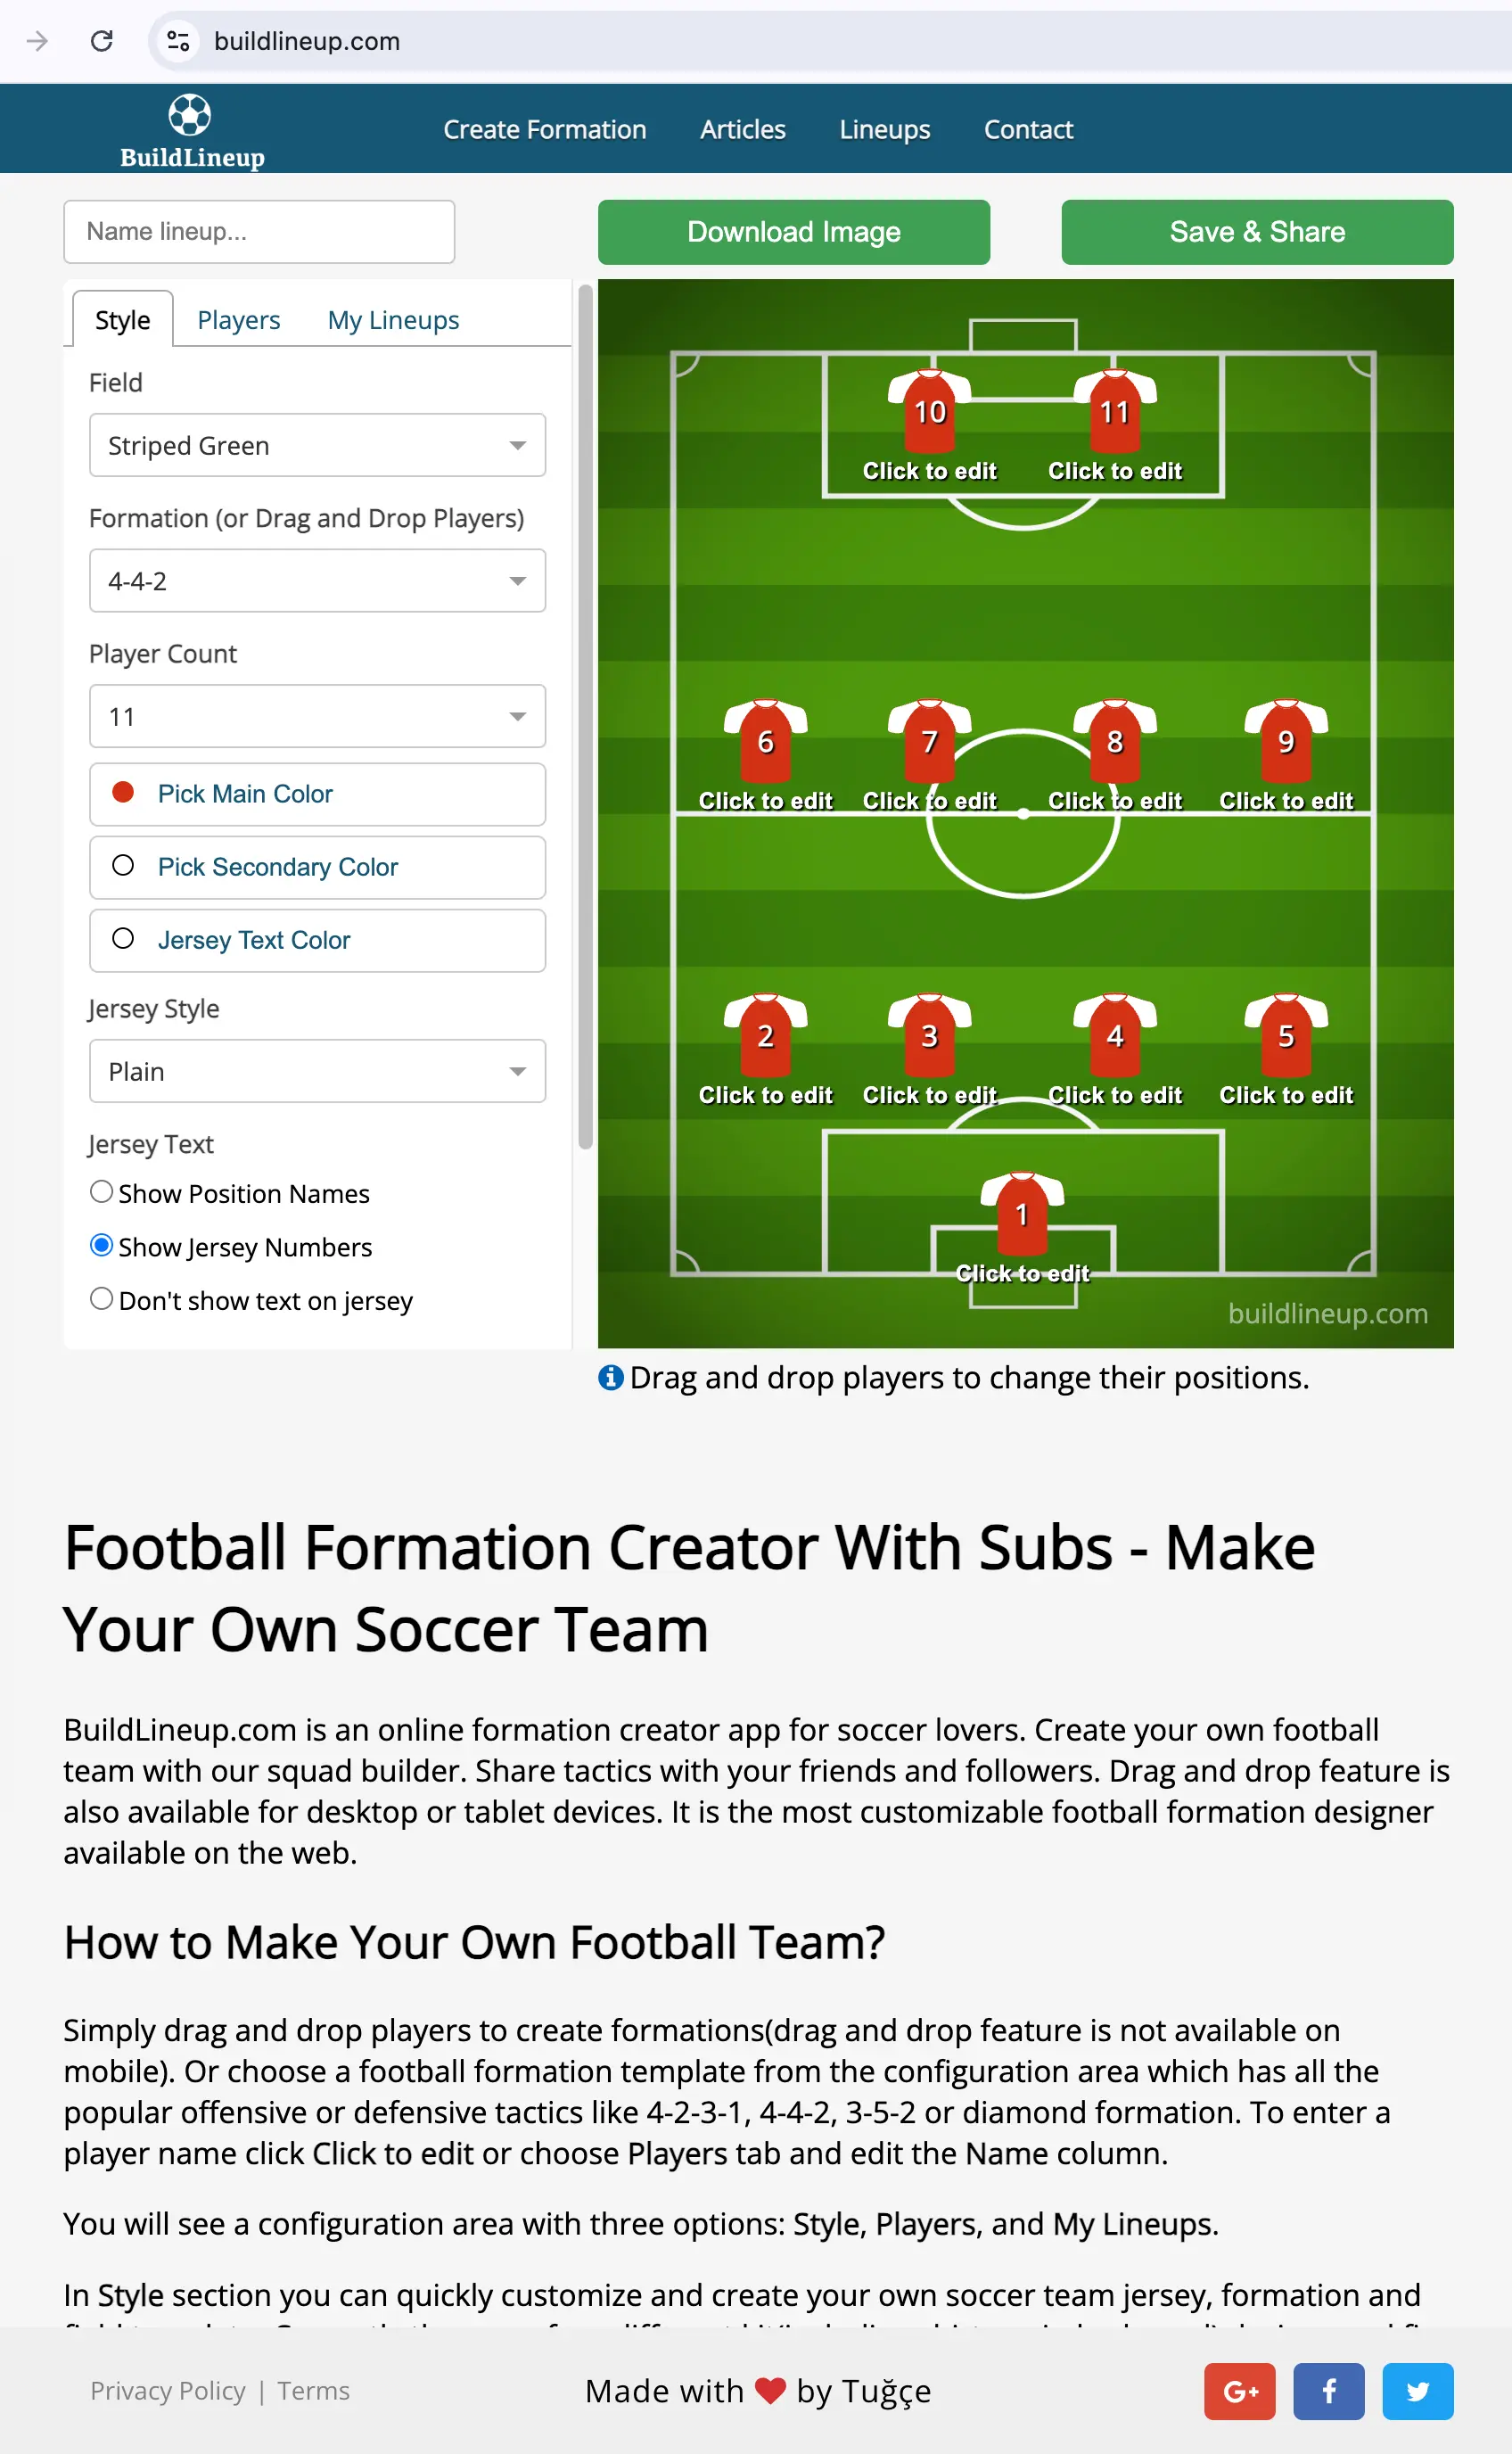 buildlineup.com
BuildLineup
Create Formation
Articles
Lineups
Contact
Name lineup...
Download Image
Save & Share
Style
Players
My Lineups
Field
Striped Green
Formation (or Drag and Drop Players)
4-4-2
Player Count
11
Pick Main Color
Pick Secondary Color
Jersey Text Color
Jersey Style
Plain
Jersey Text
Show Position Names
Show Jersey Numbers
Don't show text on jersey
10 11
Click to edit Click to edit
6 7 8 9
Click to edit Click to edit Click to edit Click to edit
2 3 4 5
Click to edit Click to edit Click to edit Click to edit
1
Click to edit
buildlineup.com
Drag and drop players to change their positions.
Football Formation Creator With Subs - Make
Your Own Soccer Team
BuildLineup.com is an online formation creator app for soccer lovers. Create your own football
team with our squad builder. Share tactics with your friends and followers. Drag and drop feature is
also available for desktop or tablet devices. It is the most customizable football formation designer
available on the web.
How to Make Your Own Football Team?
Simply drag and drop players to create formations(drag and drop feature is not available on
mobile). Or choose a football formation template from the configuration area which has all the
popular offensive or defensive tactics like 4-2-3-1, 4-4-2, 3-5-2 or diamond formation. To enter a
player name click Click to edit or choose Players tab and edit the Name column.
You will see a configuration area with three options: Style, Players, and My Lineups.
In Style section you can quickly customize and create your own soccer team jersey, formation and
Privacy Policy | Terms
Made with ❤ by Tuğçe
G+
f